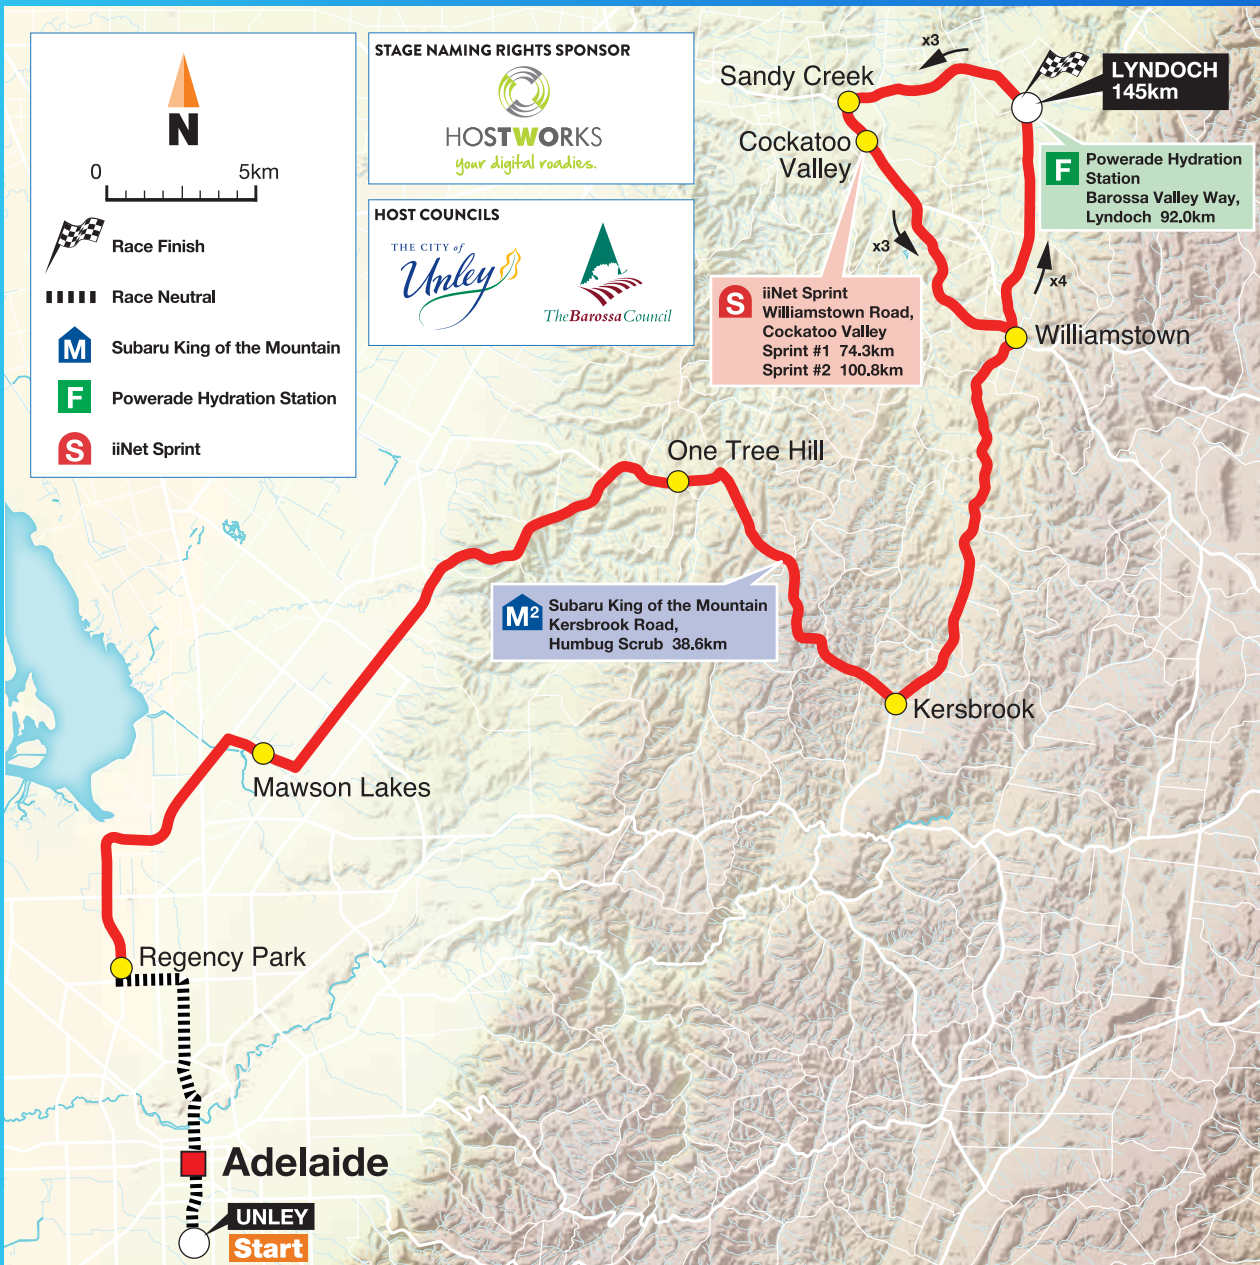 N
0 5km
Race Finish
Race Neutral
M Subaru King of the Mountain
F Powerade Hydration Station
S iiNet Sprint
STAGE NAMING RIGHTS SPONSOR
HOSTWORKS
your digital roadies.
HOST COUNCILS
THE CITY of
Unley
The Barossa Council
x3
Sandy Creek
LYNDOCH
145km
Cockatoo
Valley
F Powerade Hydration
Station
Barossa Valley Way,
Lyndoch 92.0km
x3
x4
S iiNet Sprint
Williamstown Road,
Cockatoo Valley
Sprint #1 74.3km
Sprint #2 100.8km
Williamstown
One Tree Hill
M² Subaru King of the Mountain
Kersbrook Road,
Humbug Scrub 38.6km
Kersbrook
Mawson Lakes
Regency Park
Adelaide
UNLEY
Start